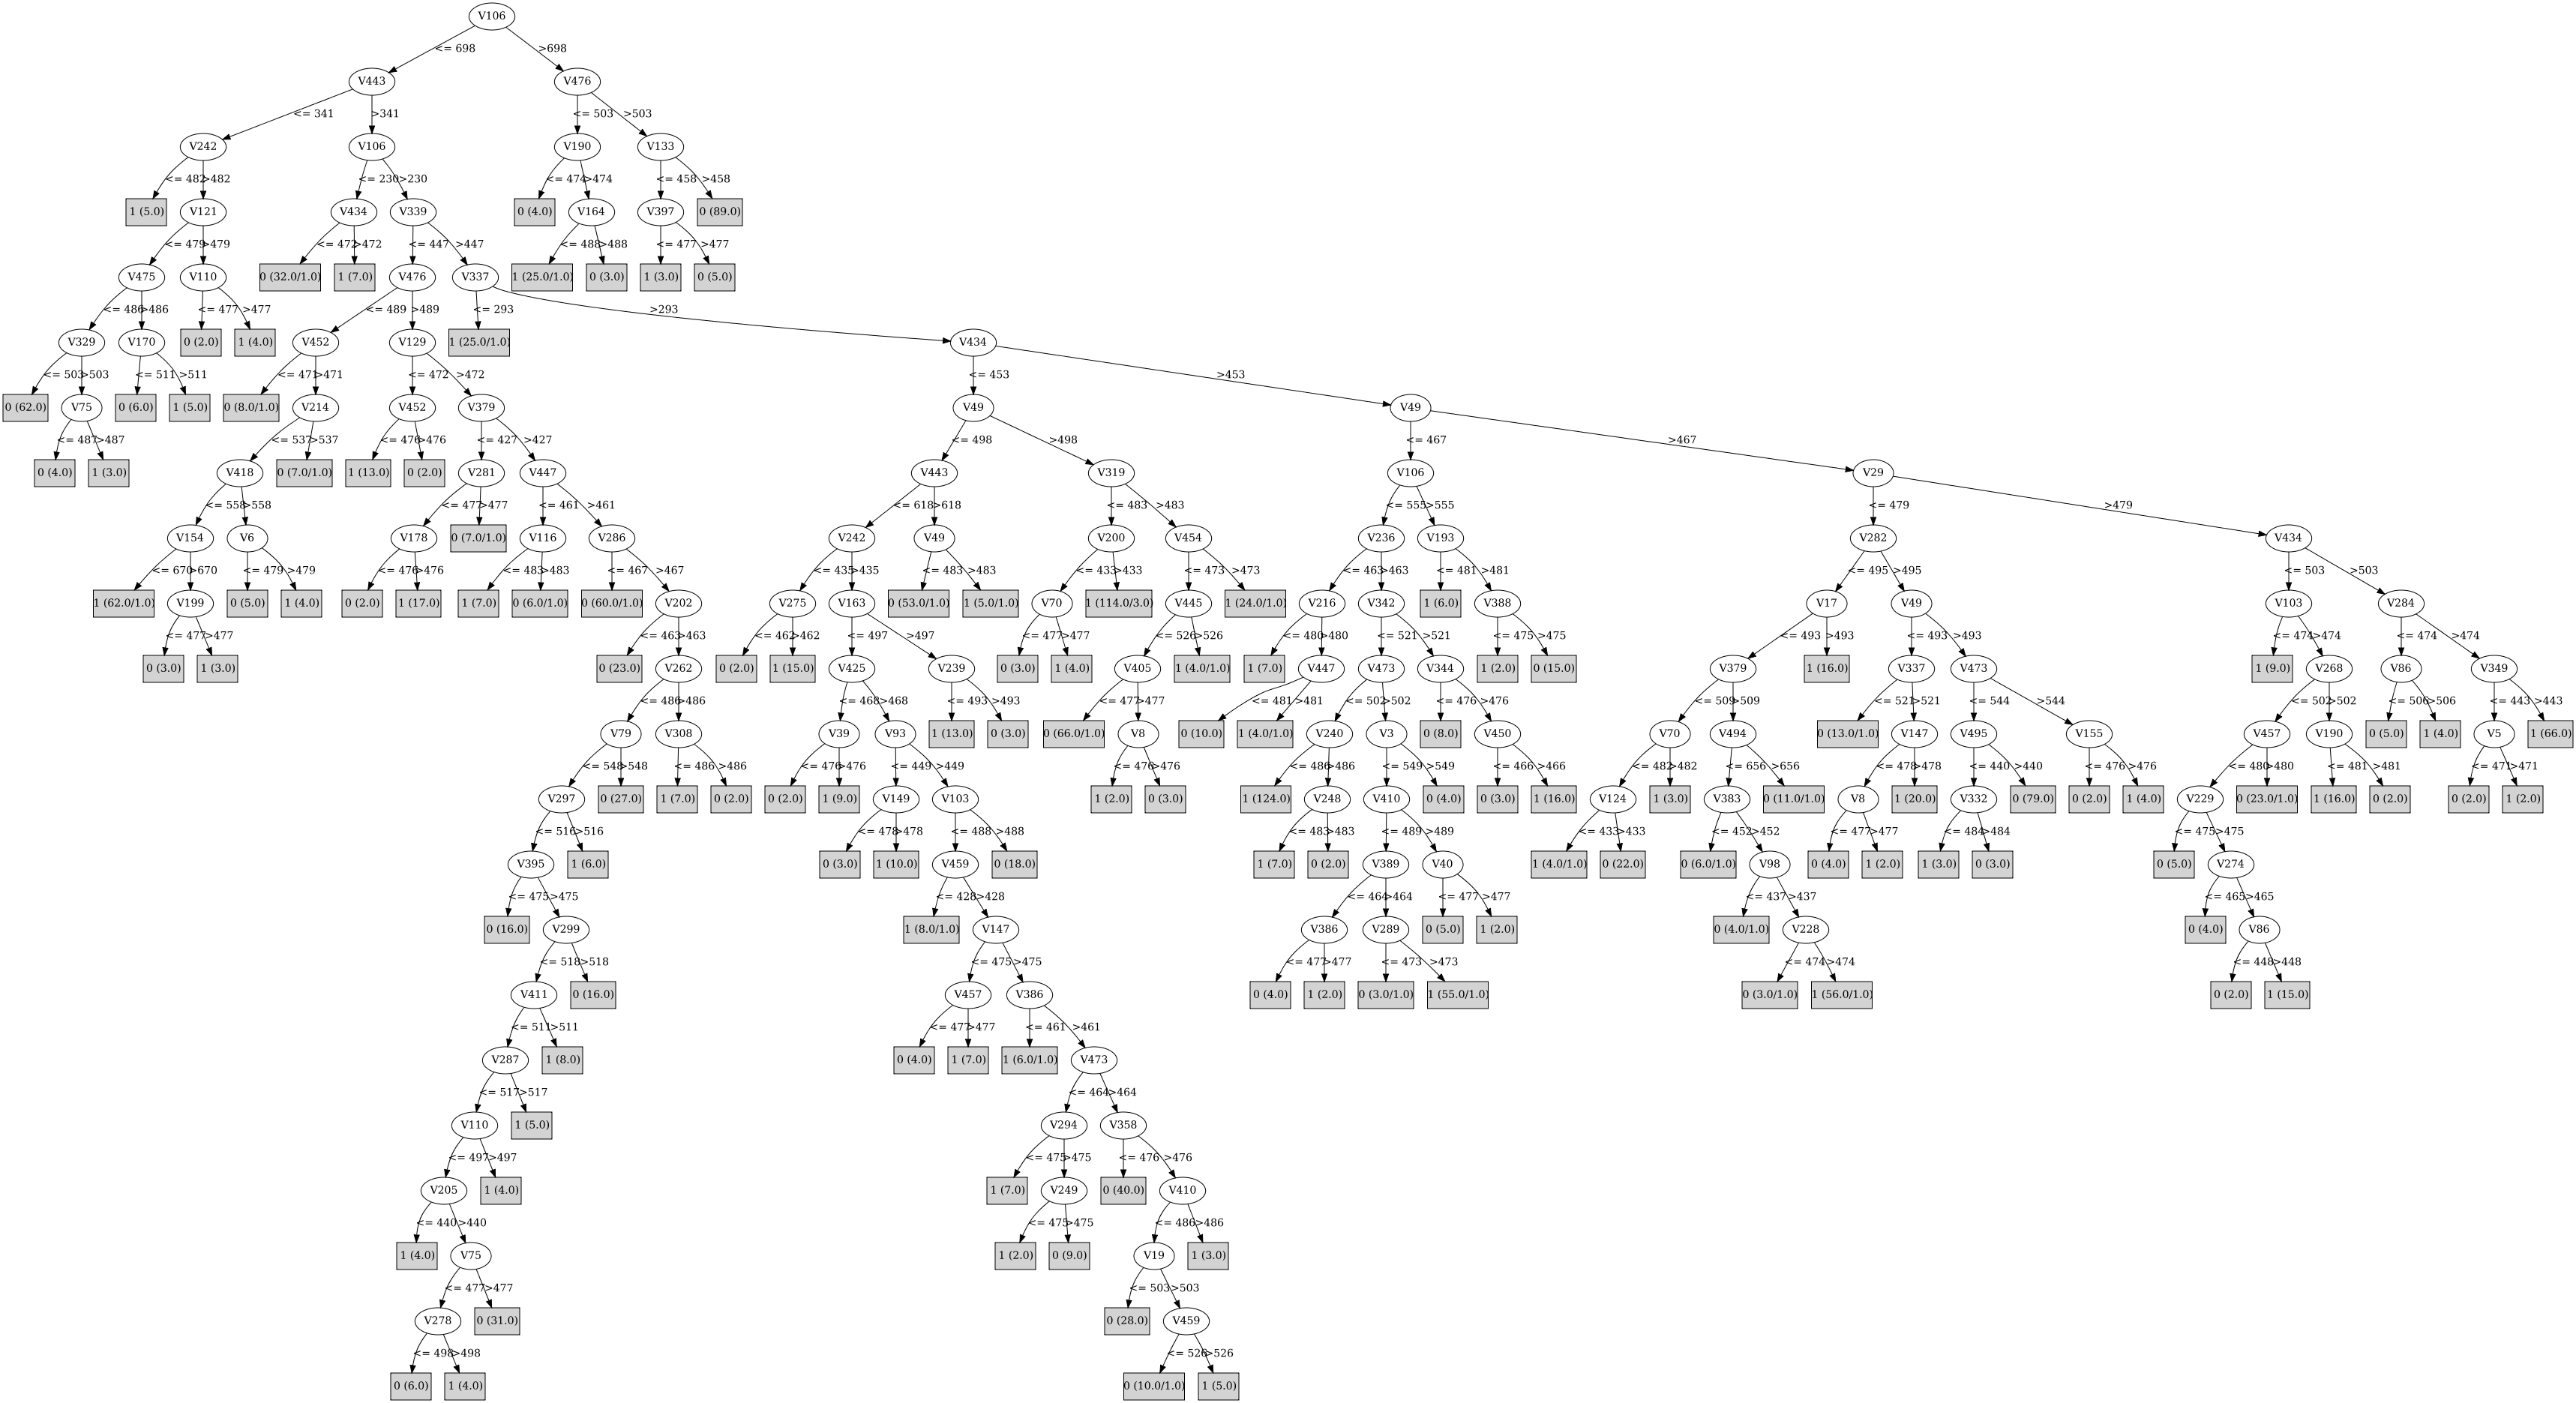 V106
<= 698 >698
V443 V476
<= 341 >341 <= 503 >503
V242 V106 V190 V133
<= 482 >482 <= 230 >230 <= 474 >474 <= 458 >458
1 (5.0) V121 V434 V339 0 (4.0) V164 V397 0 (89.0)
<= 479 >479 <= 472 >472 <= 447 >447 <= 488 >488 <= 477 >477
V475 V110 0 (32.0/1.0) 1 (7.0) V476 V337 1 (25.0/1.0) 0 (3.0) 1 (3.0) 0 (5.0)
<= 486 >486 <= 477 >477 <= 489 >489 <= 293 >293
V329 V170 0 (2.0) 1 (4.0) V452 V129 1 (25.0/1.0) V434
<= 503 >503 <= 511 >511 <= 471 >471 <= 472 >472 <= 453 >453
0 (62.0) V75 0 (6.0) 1 (5.0) 0 (8.0/1.0) V214 V452 V379 V49 V49
<= 487 >487 <= 537 >537 <= 476 >476 <= 427 >427 <= 498 >498 <= 467 >467
0 (4.0) 1 (3.0) V418 0 (7.0/1.0) 1 (13.0) 0 (2.0) V281 V447 V443 V319 V106 V29
<= 558 >558 <= 477 >477 <= 461 >461 <= 618 >618 <= 483 >483 <= 555 >555 <= 479 >479
V154 V6 V178 0 (7.0/1.0) V116 V286 V242 V49 V200 V454 V236 V193 V282 V434
<= 670 >670 <= 479 >479 <= 476 >476 <= 483 >483 <= 467 >467 <= 435 >435 <= 483 >483 <= 433 >433 <= 473 >473 <= 463 >463 <= 481 >481 <= 495 >495 <= 503 >503
1 (62.0/1.0) V199 0 (5.0) 1 (4.0) 0 (2.0) 1 (17.0) 1 (7.0) 0 (6.0/1.0) 0 (60.0/1.0) V202 V275 V163 0 (53.0/1.0) 1 (5.0/1.0) V70 1 (114.0/3.0) V445 1 (24.0/1.0) V216 V342 1 (6.0) V388 V17 V49 V103 V284
<= 477 >477 <= 463 >463 <= 462 >462 <= 497 >497 <= 477 >477 <= 526 >526 <= 480 >480 <= 521 >521 <= 475 >475 <= 493 >493 <= 493 >493 <= 474 >474 <= 474 >474
0 (3.0) 1 (3.0) 0 (23.0) V262 0 (2.0) 1 (15.0) V425 V239 0 (3.0) 1 (4.0) V405 1 (4.0/1.0) 1 (7.0) V447 V473 V344 1 (2.0) 0 (15.0) V379 1 (16.0) V337 V473 1 (9.0) V268 V86 V349
<= 486 >486 <= 468 >468 <= 493 >493 <= 477 >477 <= 481 >481 <= 502 >502 <= 476 >476 <= 509 >509 <= 521 >521 <= 544 >544 <= 502 >502 <= 506 >506 <= 443 >443
V79 V308 V39 V93 1 (13.0) 0 (3.0) 0 (66.0/1.0) V8 0 (10.0) 1 (4.0/1.0) V240 V3 0 (8.0) V450 V70 V494 0 (13.0/1.0) V147 V495 V155 V457 V190 0 (5.0) 1 (4.0) V5 1 (66.0)
<= 548 >548 <= 486 >486 <= 476 >476 <= 449 >449 <= 476 >476 <= 486 >486 <= 549 >549 <= 466 >466 <= 482 >482 <= 656 >656 <= 478 >478 <= 440 >440 <= 476 >476 <= 480 >480 <= 481 >481 <= 471 >471
V297 0 (27.0) 1 (7.0) 0 (2.0) 0 (2.0) 1 (9.0) V149 V103 1 (2.0) 0 (3.0) 1 (124.0) V248 V410 0 (4.0) 0 (3.0) 1 (16.0) V124 1 (3.0) V383 0 (11.0/1.0) V8 1 (20.0) V332 0 (79.0) 0 (2.0) 1 (4.0) V229 0 (23.0/1.0) 1 (16.0) 0 (2.0) 0 (2.0) 1 (2.0)
<= 516 >516 <= 478 >478 <= 488 >488 <= 483 >483 <= 489 >489 <= 433 >433 <= 452 >452 <= 477 >477 <= 484 >484 <= 475 >475
V395 1 (6.0) 0 (3.0) 1 (10.0) V459 0 (18.0) 1 (7.0) 0 (2.0) V389 V40 1 (4.0/1.0) 0 (22.0) 0 (6.0/1.0) V98 0 (4.0) 1 (2.0) 1 (3.0) 0 (3.0) 0 (5.0) V274
<= 475 >475 <= 428 >428 <= 464 >464 <= 477 >477 <= 437 >437 <= 465 >465
0 (16.0) V299 1 (8.0/1.0) V147 V386 V289 0 (5.0) 1 (2.0) 0 (4.0/1.0) V228 0 (4.0) V86
<= 518 >518 <= 475 >475 <= 477 >477 <= 473 >473 <= 474 >474 <= 448 >448
V411 0 (16.0) V457 V386 0 (4.0) 1 (2.0) 0 (3.0/1.0) 1 (55.0/1.0) 0 (3.0/1.0) 1 (56.0/1.0) 0 (2.0) 1 (15.0)
<= 511 >511 <= 477 >477 <= 461 >461
V287 1 (8.0) 0 (4.0) 1 (7.0) 1 (6.0/1.0) V473
<= 517 >517 <= 464 >464
V110 1 (5.0) V294 V358
<= 497 >497 <= 475 >475 <= 476 >476
V205 1 (4.0) 1 (7.0) V249 0 (40.0) V410
<= 440 >440 <= 475 >475 <= 486 >486
1 (4.0) V75 1 (2.0) 0 (9.0) V19 1 (3.0)
<= 477 >477 <= 503 >503
V278 0 (31.0) 0 (28.0) V459
<= 498 >498 <= 526 >526
0 (6.0) 1 (4.0) 0 (10.0/1.0) 1 (5.0)